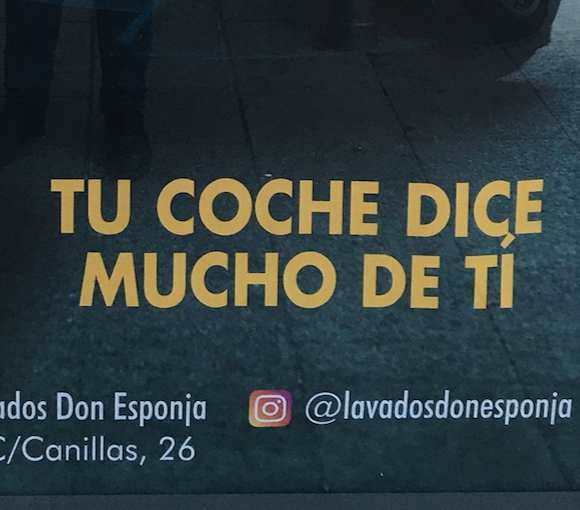 TU COCHE DICE
MUCHO DE TÍ
ados Don Esponja
@lavadosdonesponja
C/Canillas, 26